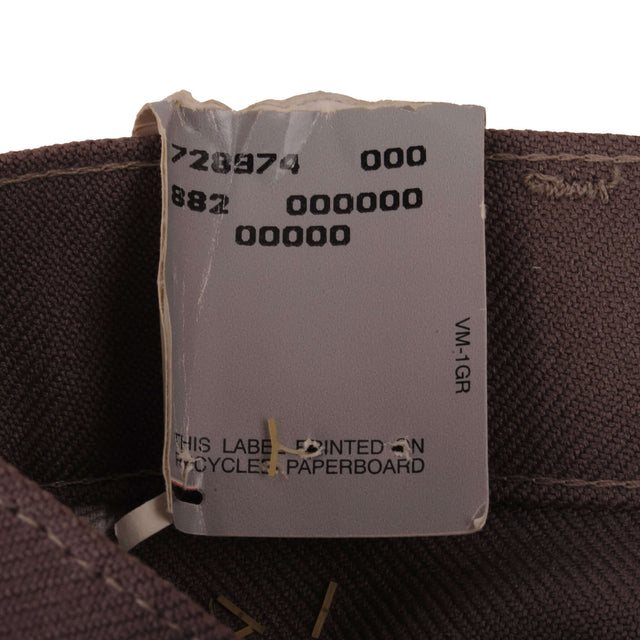 728974 000
882 000000
00000
VM-1GR
THIS LABEL PRINTED ON
RECYCLED PAPERBOARD